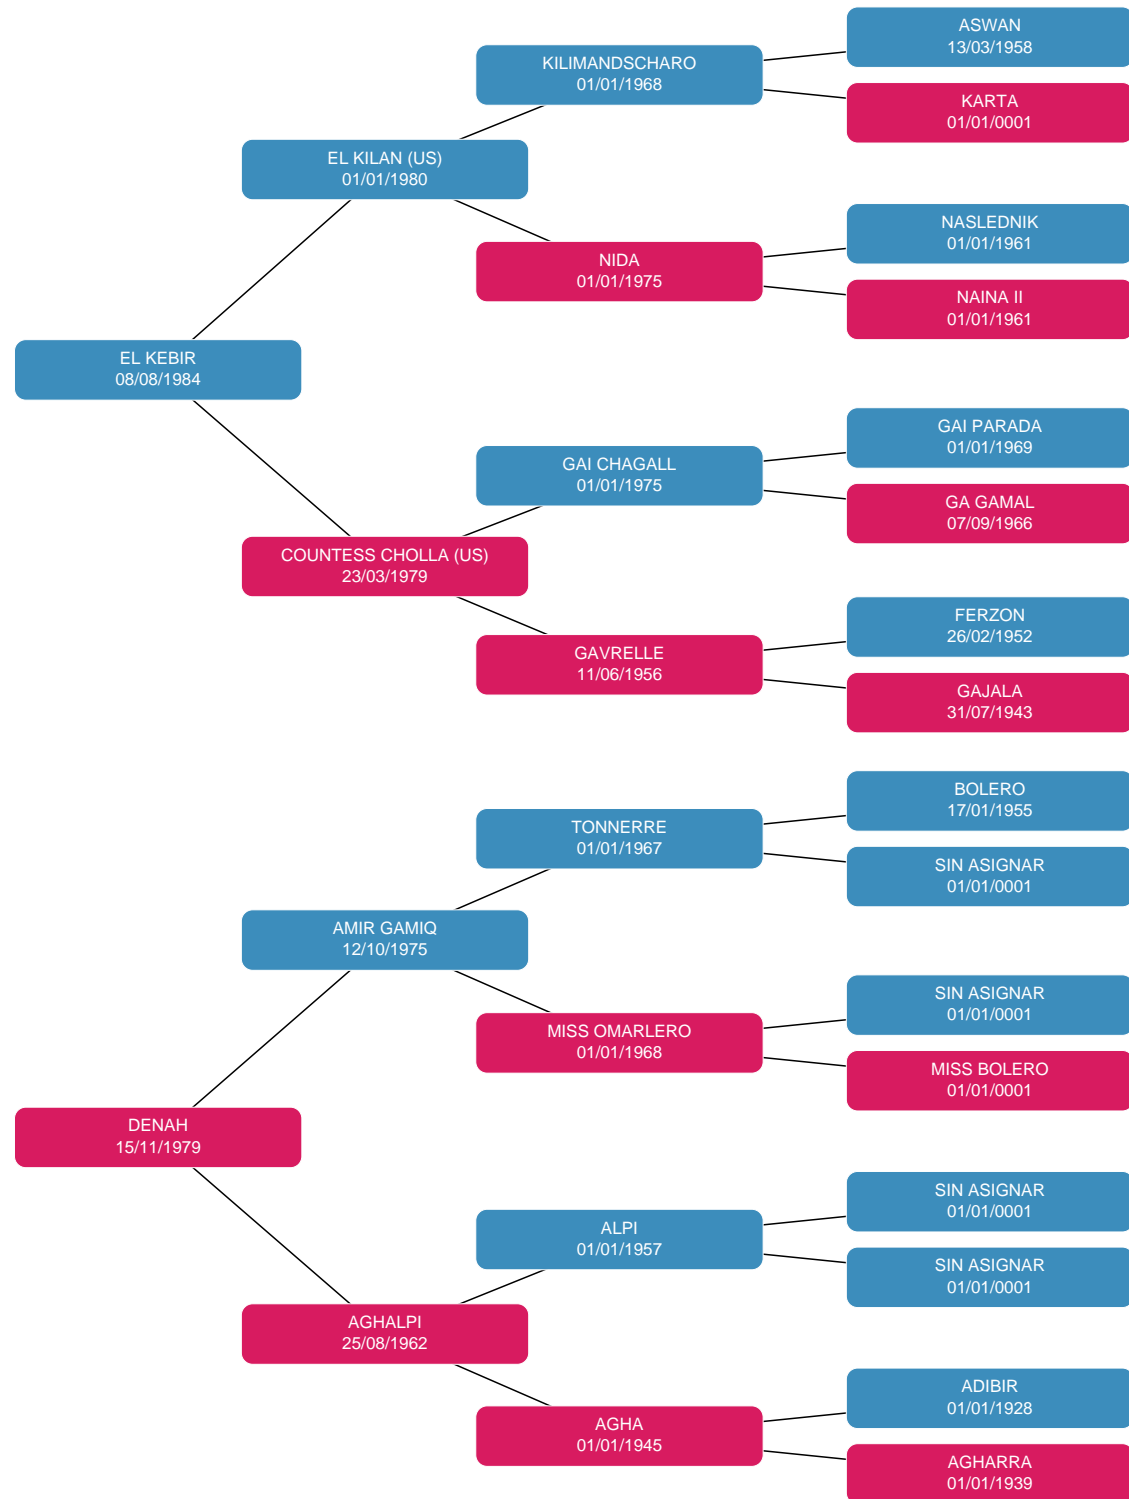 ASWAN
13/03/1958
KILIMANDSCHARO
01/01/1968
KARTA
01/01/0001
EL KILAN (US)
01/01/1980
NASLEDNIK
01/01/1961
NIDA
01/01/1975
NAINA II
01/01/1961
EL KEBIR
08/08/1984
GAI PARADA
01/01/1969
GAI CHAGALL
01/01/1975
GA GAMAL
07/09/1966
COUNTESS CHOLLA (US)
23/03/1979
FERZON
26/02/1952
GAVRELLE
11/06/1956
GAJALA
31/07/1943
BOLERO
17/01/1955
TONNERRE
01/01/1967
SIN ASIGNAR
01/01/0001
AMIR GAMIQ
12/10/1975
SIN ASIGNAR
01/01/0001
MISS OMARLERO
01/01/1968
MISS BOLERO
01/01/0001
DENAH
15/11/1979
SIN ASIGNAR
01/01/0001
ALPI
01/01/1957
SIN ASIGNAR
01/01/0001
AGHALPI
25/08/1962
ADIBIR
01/01/1928
AGHA
01/01/1945
AGHARRA
01/01/1939